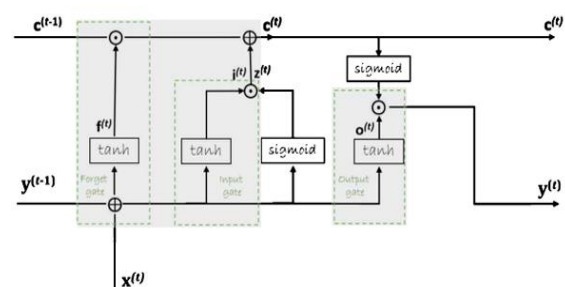 c(t-1) c(t) c(t)
i(t) z(t)
sigmoid
f(t)
o(t)
tanh tanh sigmoid tanh
Forget gate
Input gate
Output gate
y(t-1)
y(t)
x(t)